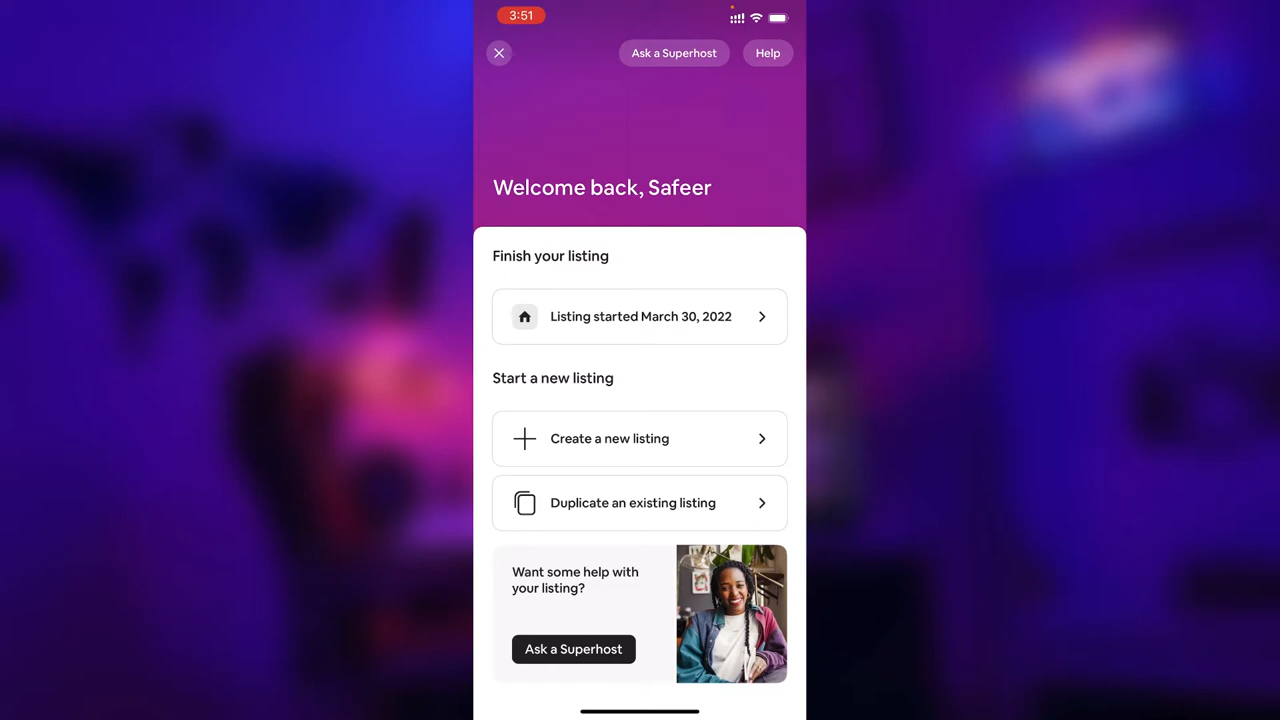 3:51
Ask a Superhost
Help
Welcome back, Safeer
Finish your listing
Listing started March 30, 2022
Start a new listing
Create a new listing
Duplicate an existing listing
Want some help with
your listing?
Ask a Superhost